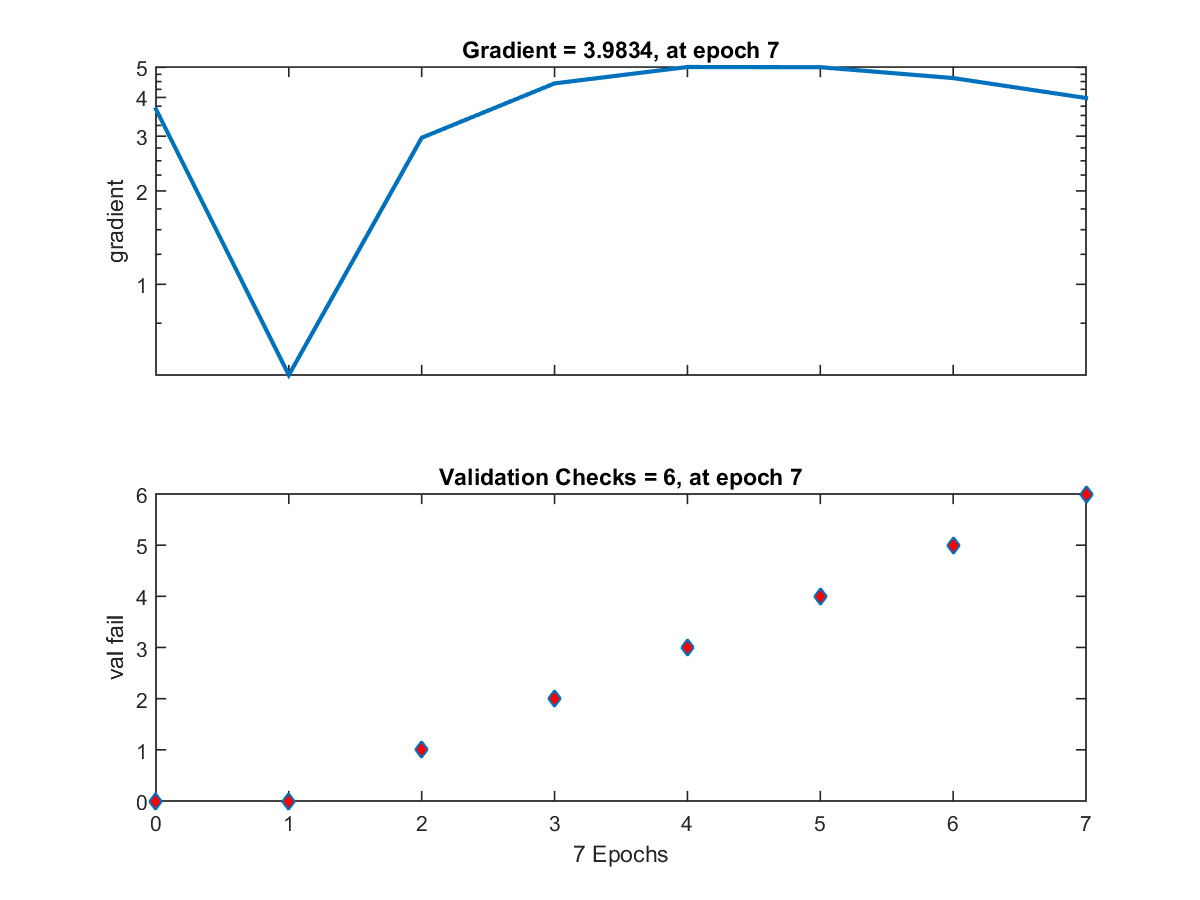 Gradient = 3.9834, at epoch 7
5
4
3
2
1
gradient
Validation Checks = 6, at epoch 7
6
5
4
3
2
1
0
val fail
0 1 2 3 4 5 6 7
7 Epochs